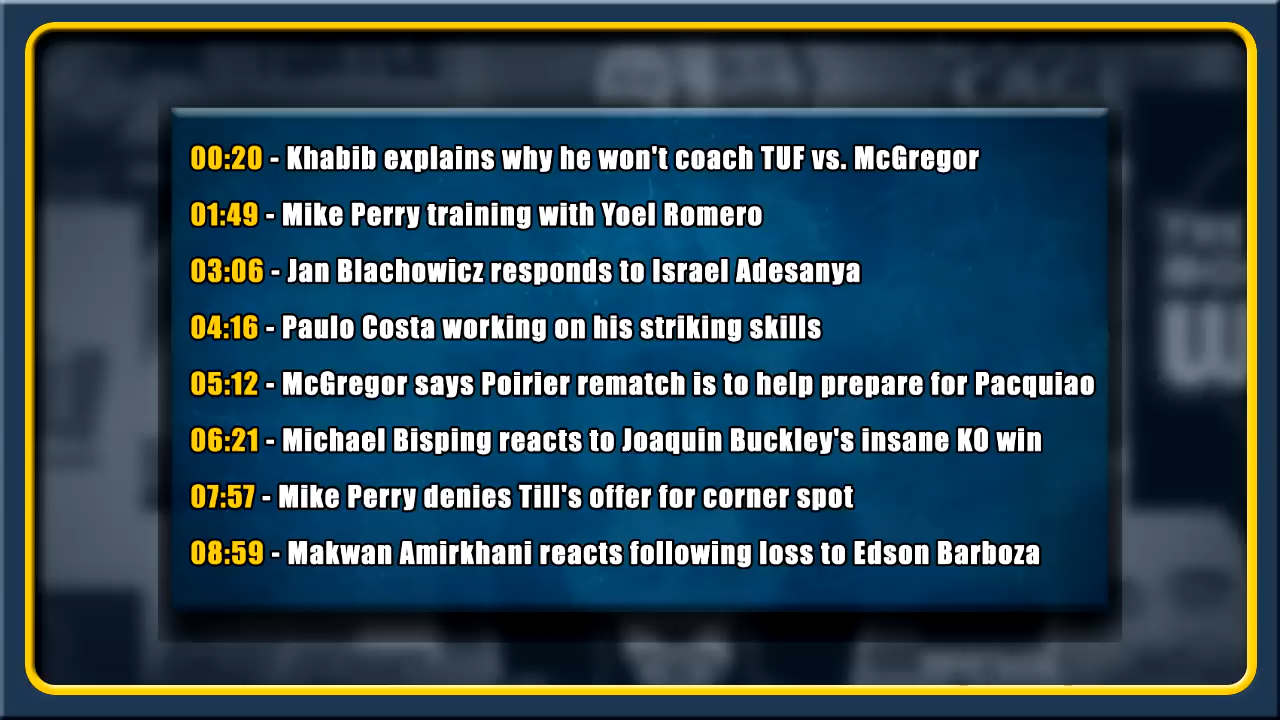 00:20 - Khabib explains why he won't coach TUF vs. McGregor
01:49 - Mike Perry training with Yoel Romero
03:06 - Jan Blachowicz responds to Israel Adesanya
04:16 - Paulo Costa working on his striking skills
05:12 - McGregor says Poirier rematch is to help prepare for Pacquiao
06:21 - Michael Bisping reacts to Joaquin Buckley's insane KO win
07:57 - Mike Perry denies Till's offer for corner spot
08:59 - Makwan Amirkhani reacts following loss to Edson Barboza